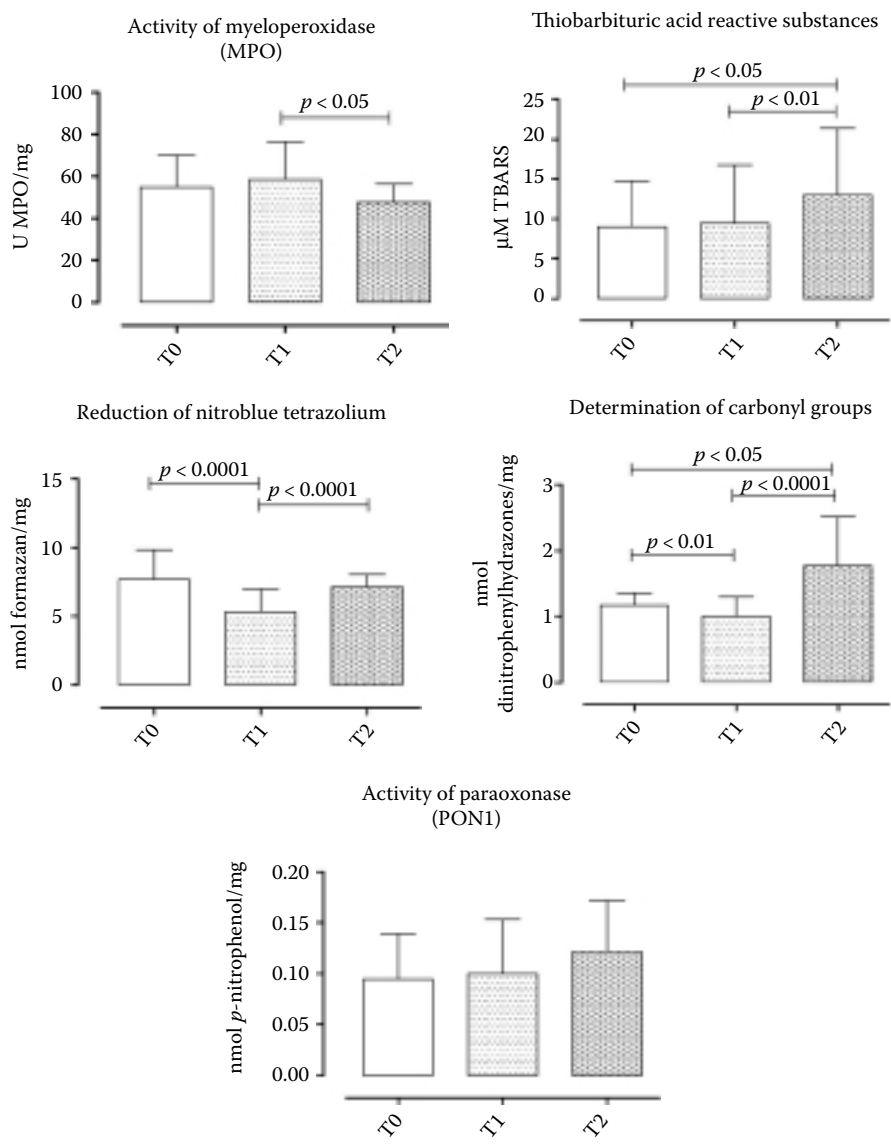 Activity of myeloperoxidase
(MPO)
p < 0.05
U MPO/mg
100
80
60
40
20
0
T0
T1
T2
Thiobarbituric acid reactive substances
p < 0.05
p < 0.01
µM TBARS
25
20
15
10
5
0
T0
T1
T2
Reduction of nitroblue tetrazolium
p < 0.0001
p < 0.0001
nmol formazan/mg
15
10
5
0
T0
T1
T2
Determination of carbonyl groups
p < 0.05
p < 0.0001
p < 0.01
nmol
dinitrophenylhydrazones/mg
3
2
1
0
T0
T1
T2
Activity of paraoxonase
(PON1)
nmol p-nitrophenol/mg
0.20
0.15
0.10
0.05
0.00
T0
T1
T2